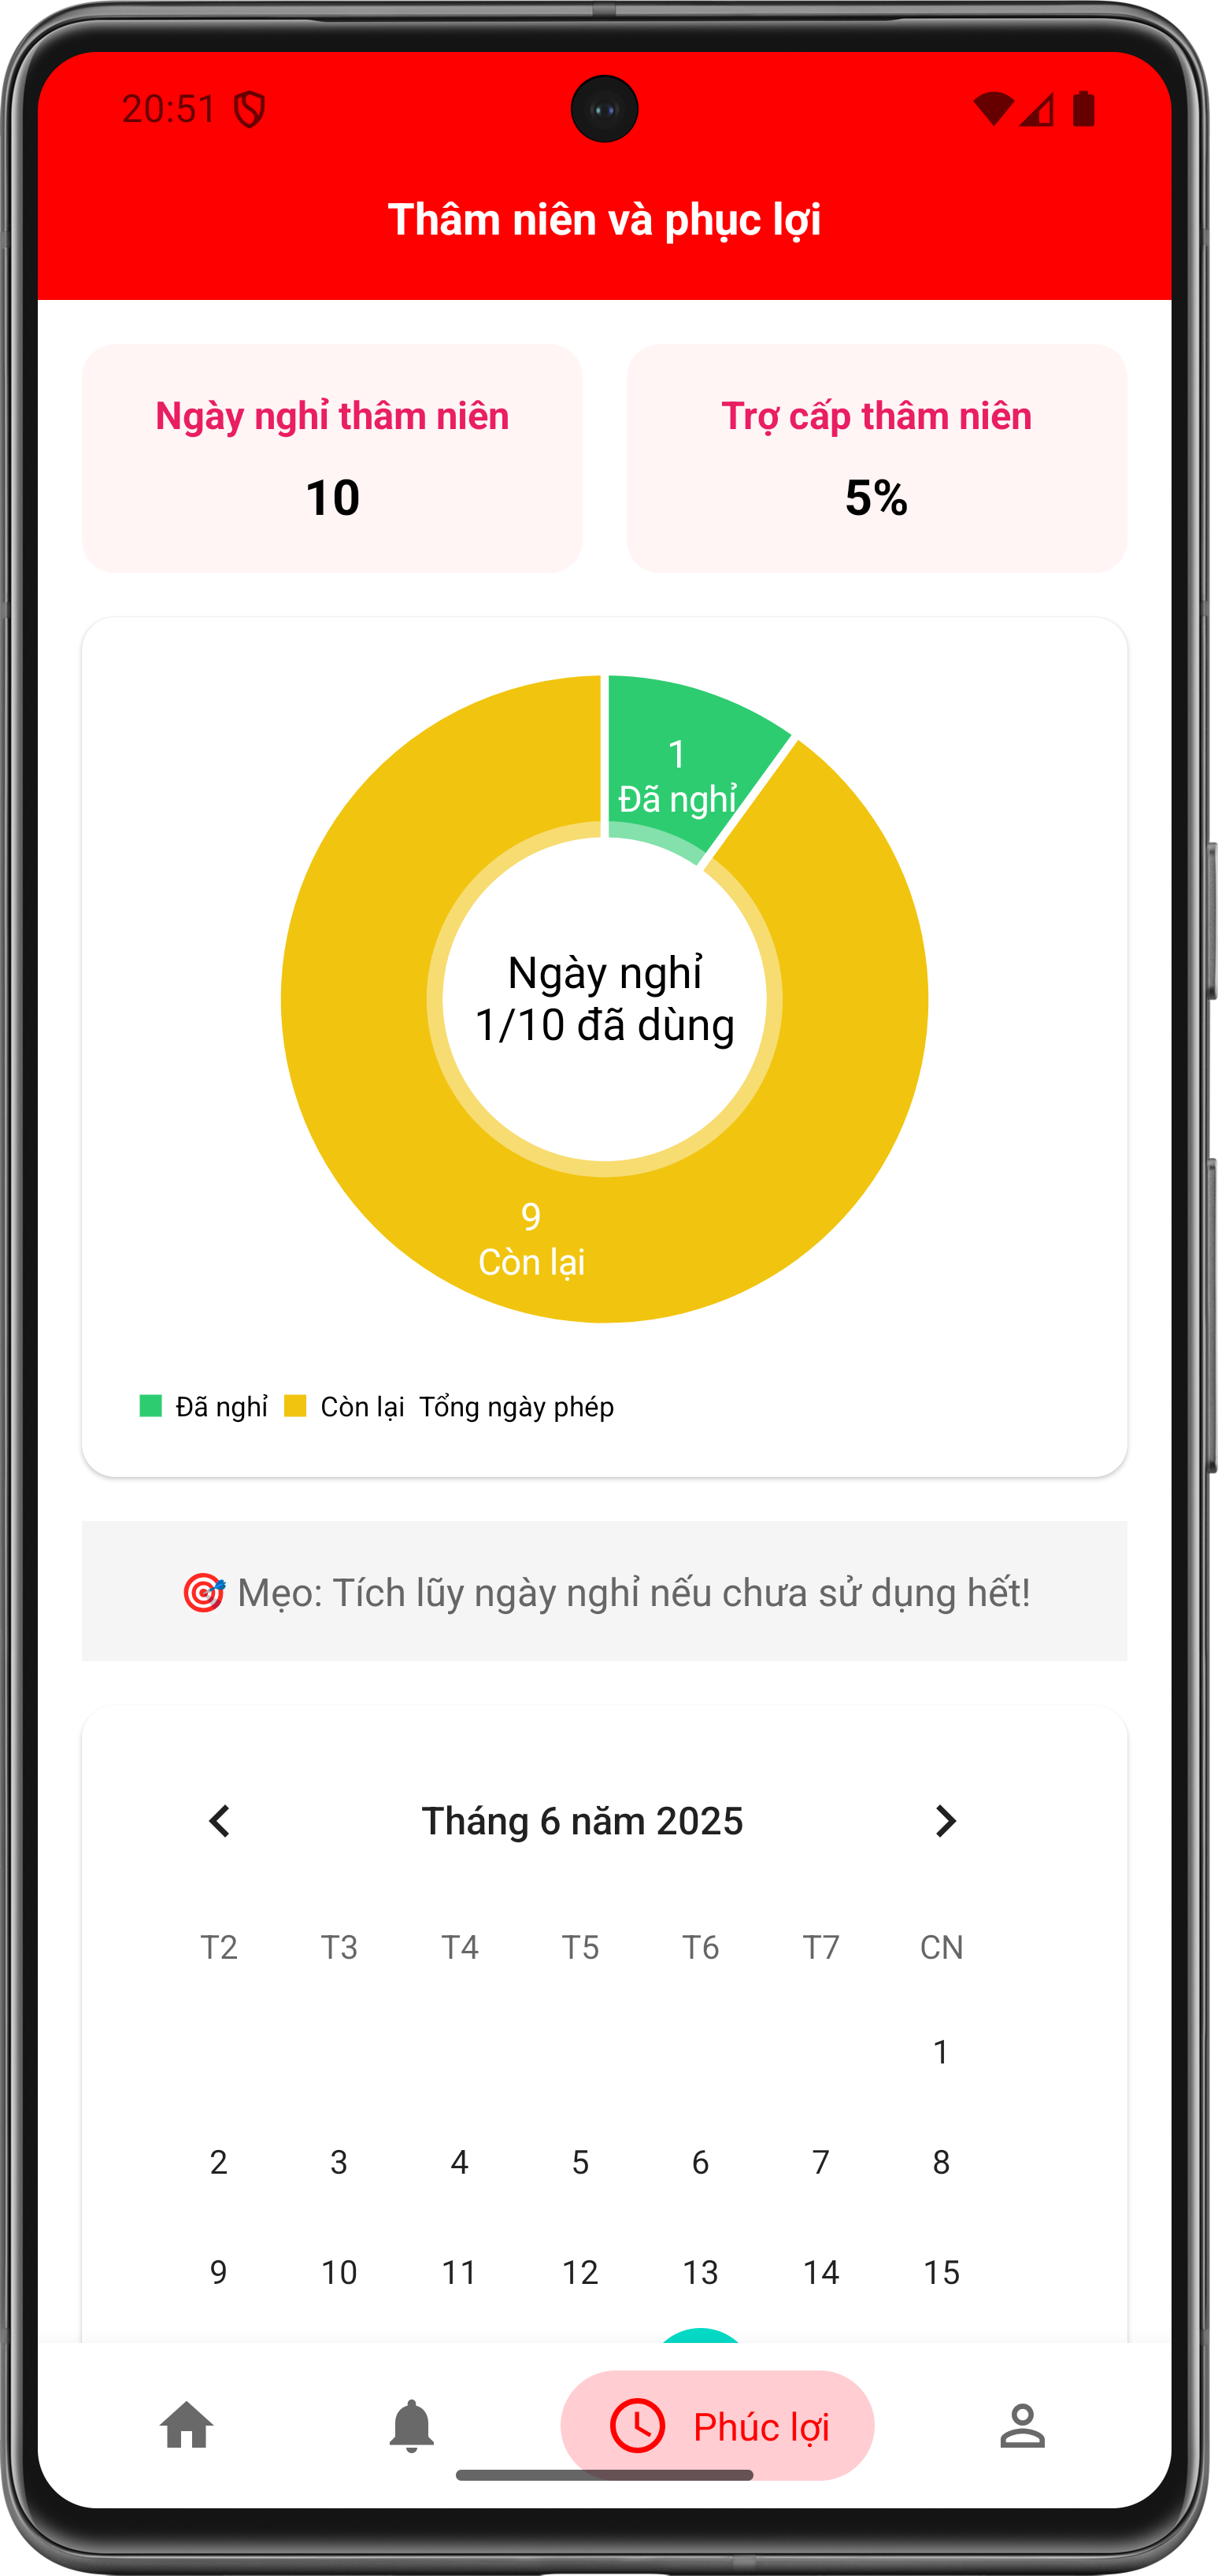 20:51
Thâm niên và phục lợi
Ngày nghỉ thâm niên
10
Trợ cấp thâm niên
5%
1
Đã nghỉ
Ngày nghỉ
1/10 đã dùng
9
Còn lại
Đã nghỉ Còn lại Tổng ngày phép
🎯 Mẹo: Tích lũy ngày nghỉ nếu chưa sử dụng hết!
Tháng 6 năm 2025
T2 T3 T4 T5 T6 T7 CN
1
2 3 4 5 6 7 8
9 10 11 12 13 14 15
Phúc lợi